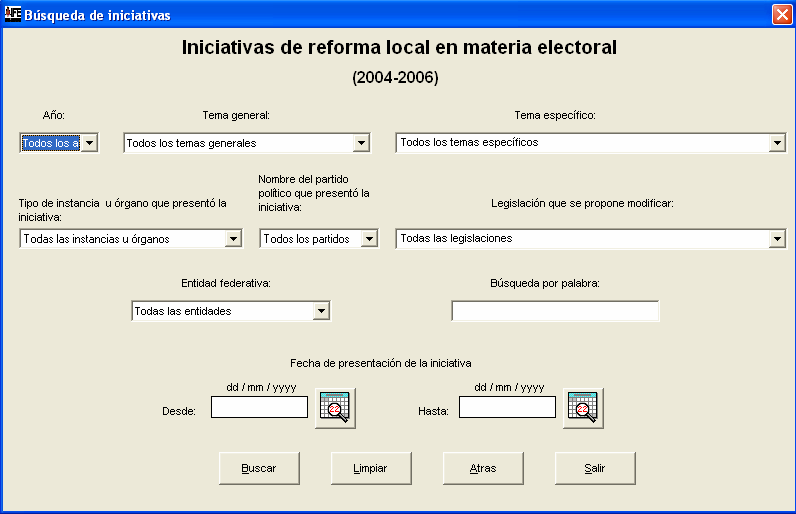 IFE Búsqueda de iniciativas
Iniciativas de reforma local en materia electoral
(2004-2006)
Año: Tema general: Tema específico:
Todos los a Todos los temas generales Todos los temas específicos
Nombre del partido
político que presentó la
iniciativa:
Tipo de instancia u órgano que presentó la
iniciativa:
Legislación que se propone modificar:
Todas las instancias u órganos Todos los partidos Todas las legislaciones
Entidad federativa: Búsqueda por palabra:
Todas las entidades
Fecha de presentación de la iniciativa
dd / mm / yyyy dd / mm / yyyy
Desde: 22 Hasta: 22
Buscar Limpiar Atras Salir